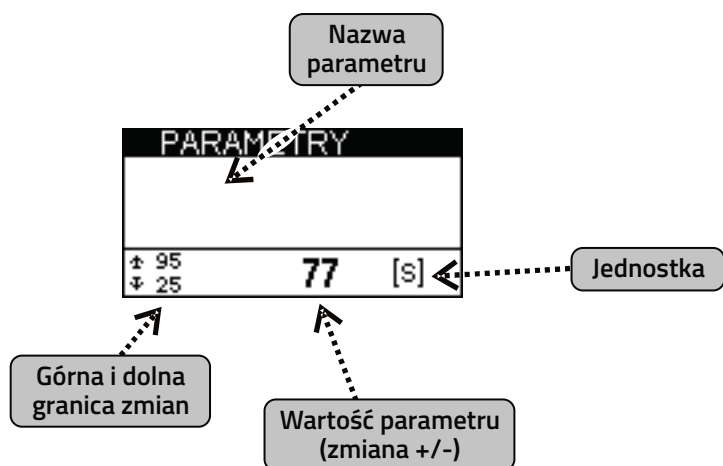 Nazwa
parametru
PARAMETRY
95
25
77
[S]
Jednostka
Górna i dolna
granica zmian
Wartość parametru
(zmiana +/-)